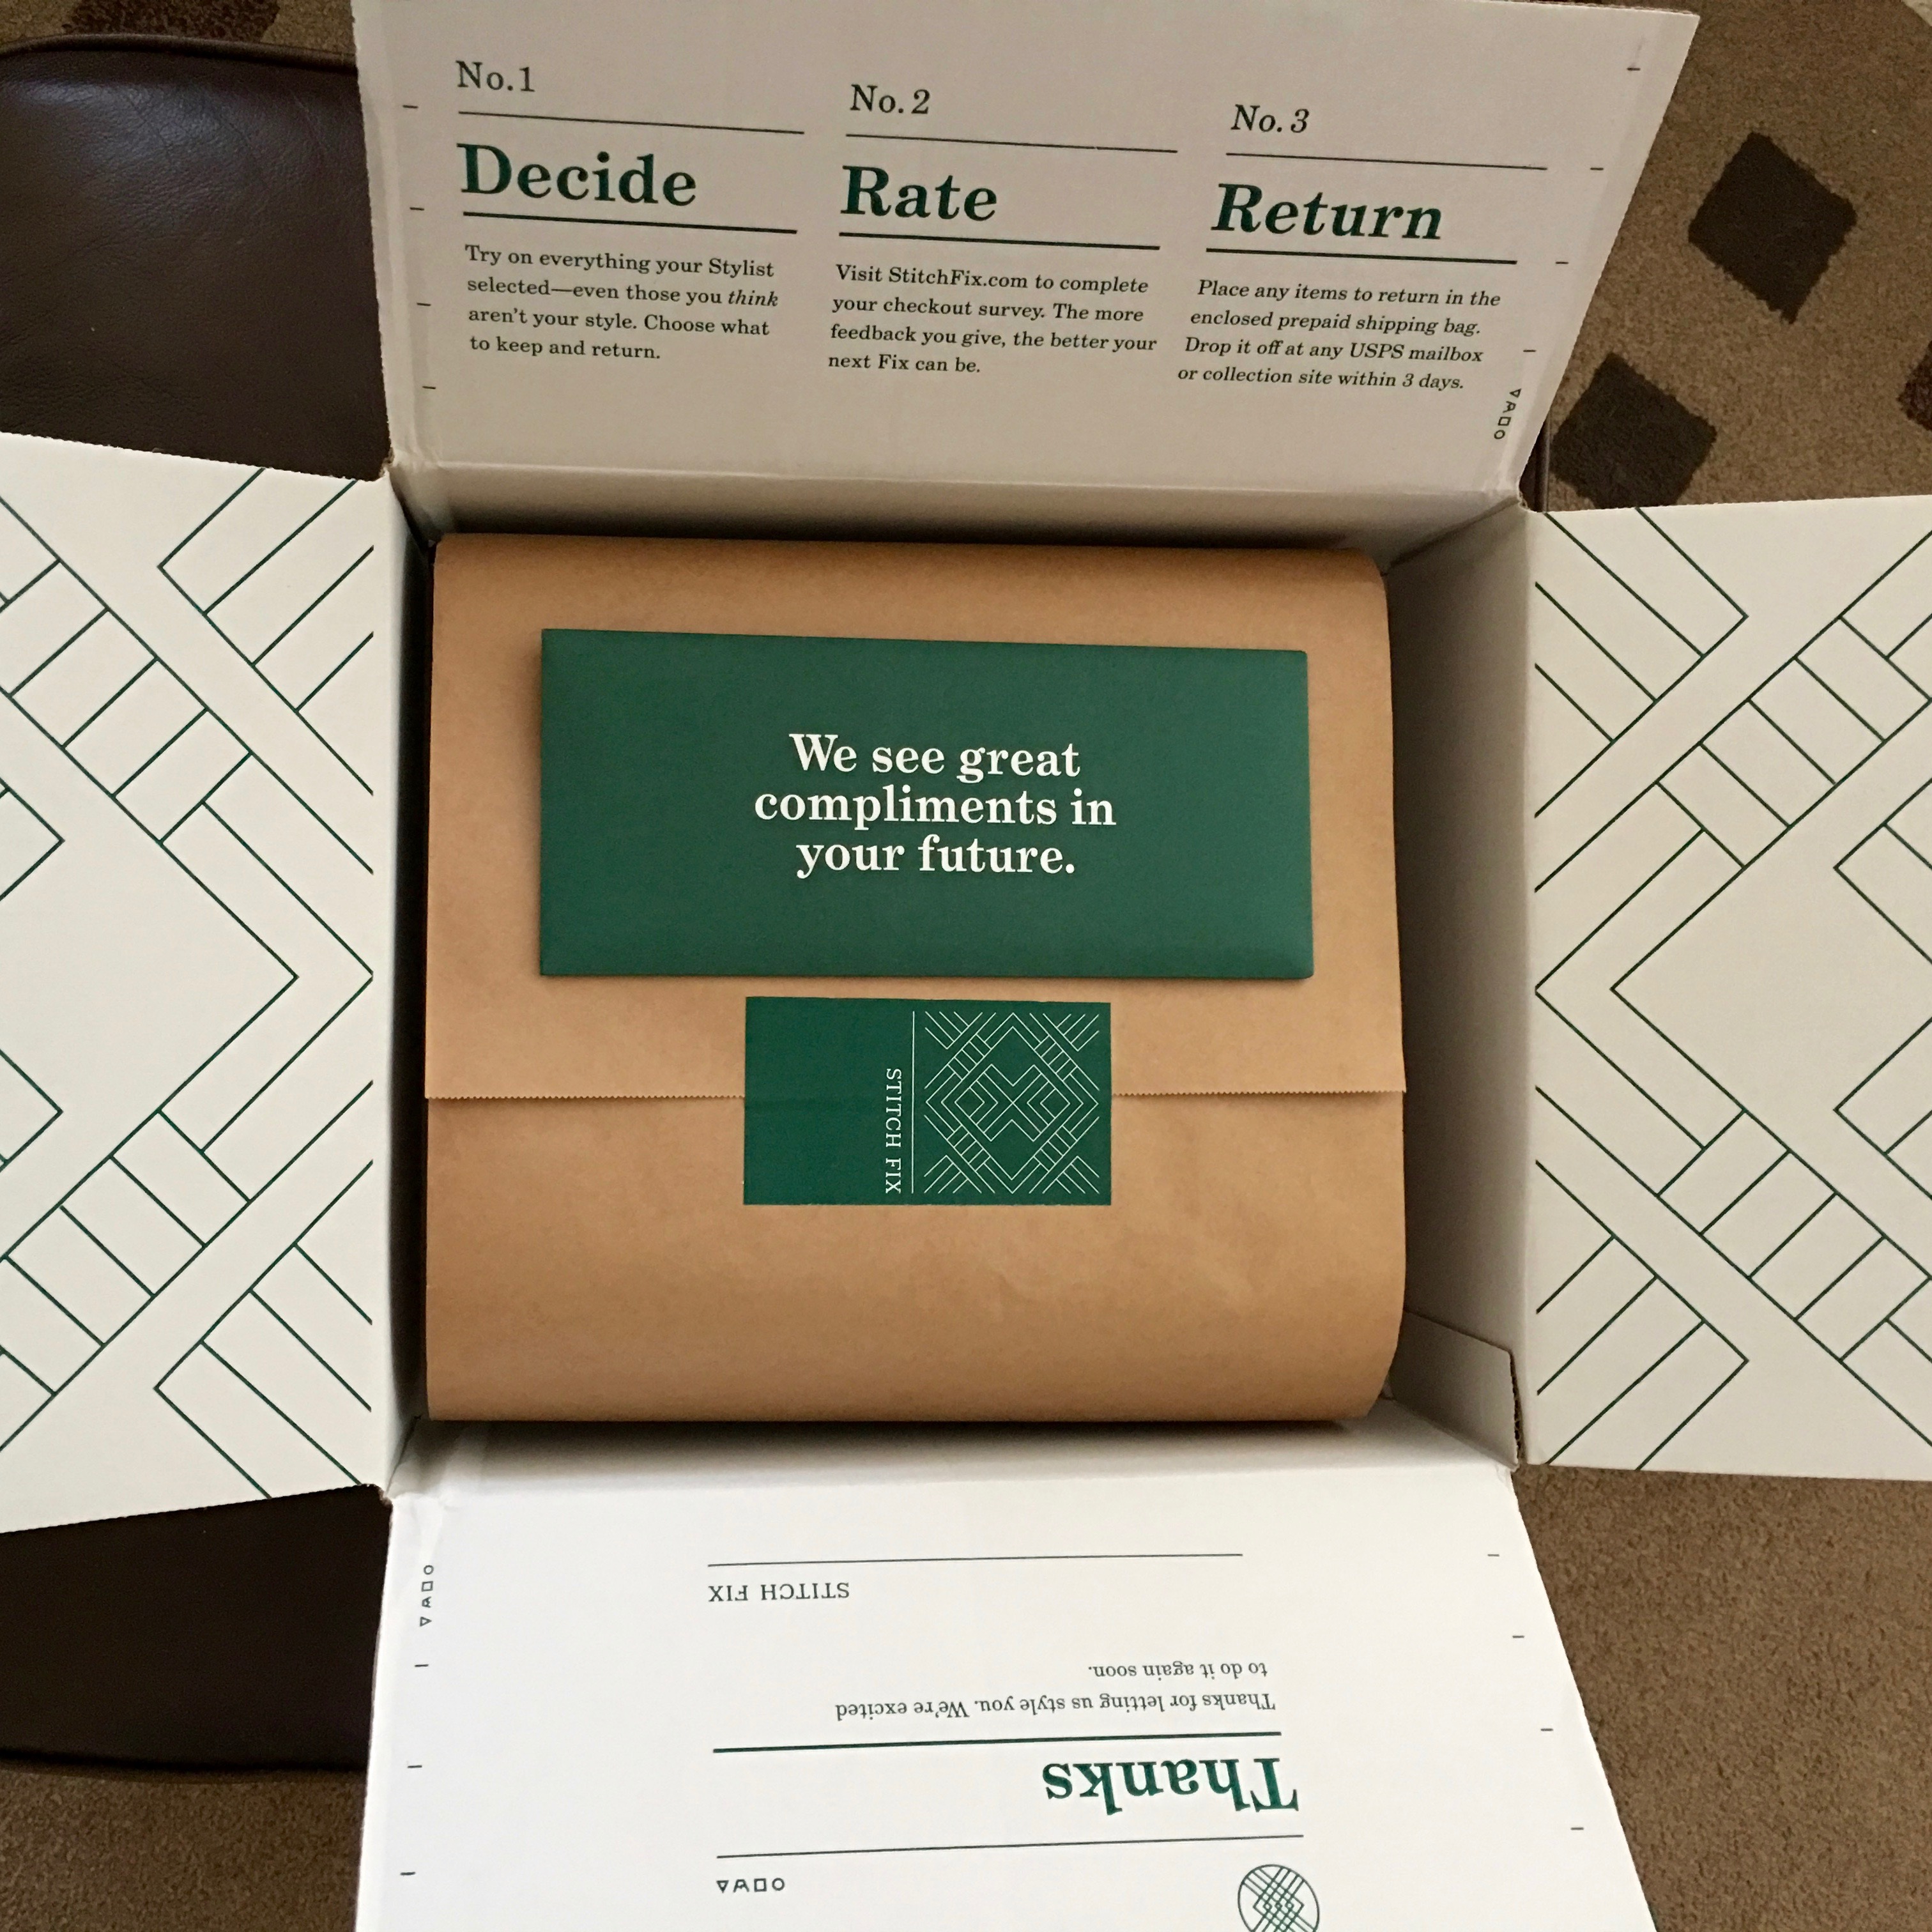 No.1
Decide
Try on everything your Stylist
selected—even those you think
aren't your style. Choose what
to keep and return.
No. 2
Rate
Visit StitchFix.com to complete
your checkout survey. The more
feedback you give, the better your
next Fix can be.
No. 3
Return
Place any items to return in the
enclosed prepaid shipping bag.
Drop it off at any USPS mailbox
or collection site within 3 days.
We see great
compliments in
your future.
STITCH FIX
Thanks
Thanks for letting us style you. We're excited
to do it again soon.
STITCH FIX